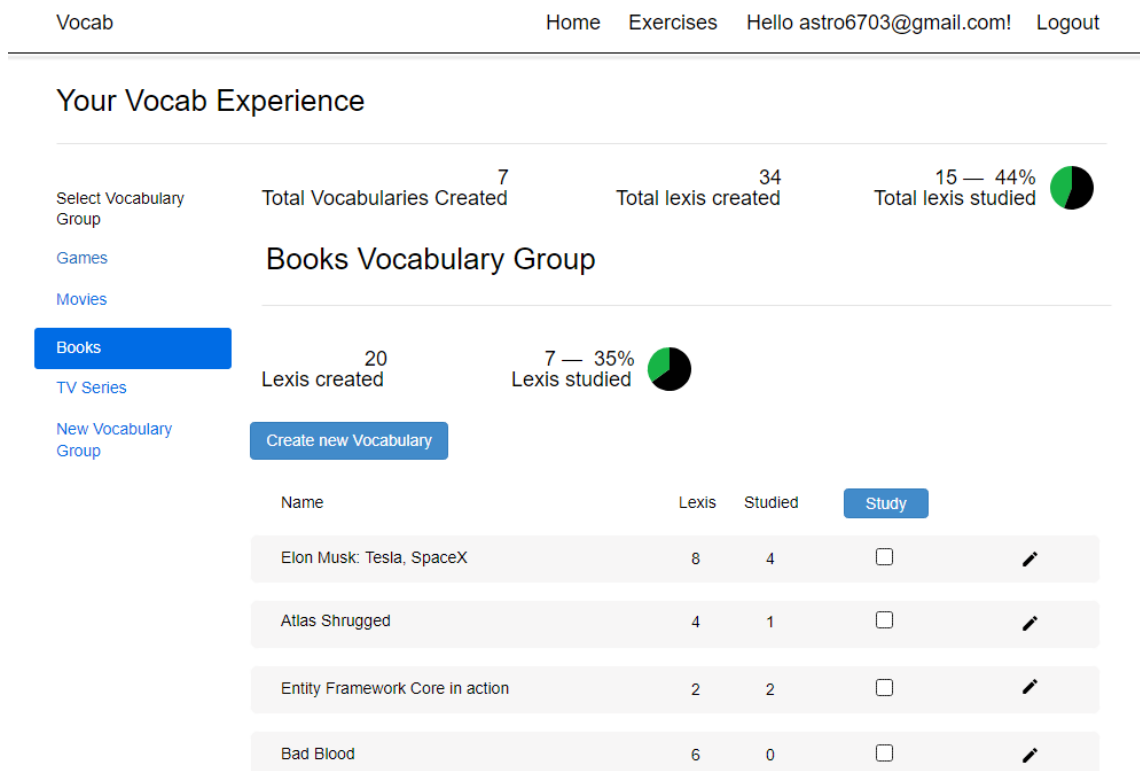 Vocab Home Exercises Hello astro6703@gmail.com! Logout
Your Vocab Experience
Select Vocabulary
Group
Games
Movies
Books
TV Series
New Vocabulary
Group
7
Total Vocabularies Created
34
Total lexis created
15 — 44%
Total lexis studied
Books Vocabulary Group
20
Lexis created
7 — 35%
Lexis studied
Create new Vocabulary
Name Lexis Studied Study
Elon Musk: Tesla, SpaceX 8 4
Atlas Shrugged 4 1
Entity Framework Core in action 2 2
Bad Blood 6 0